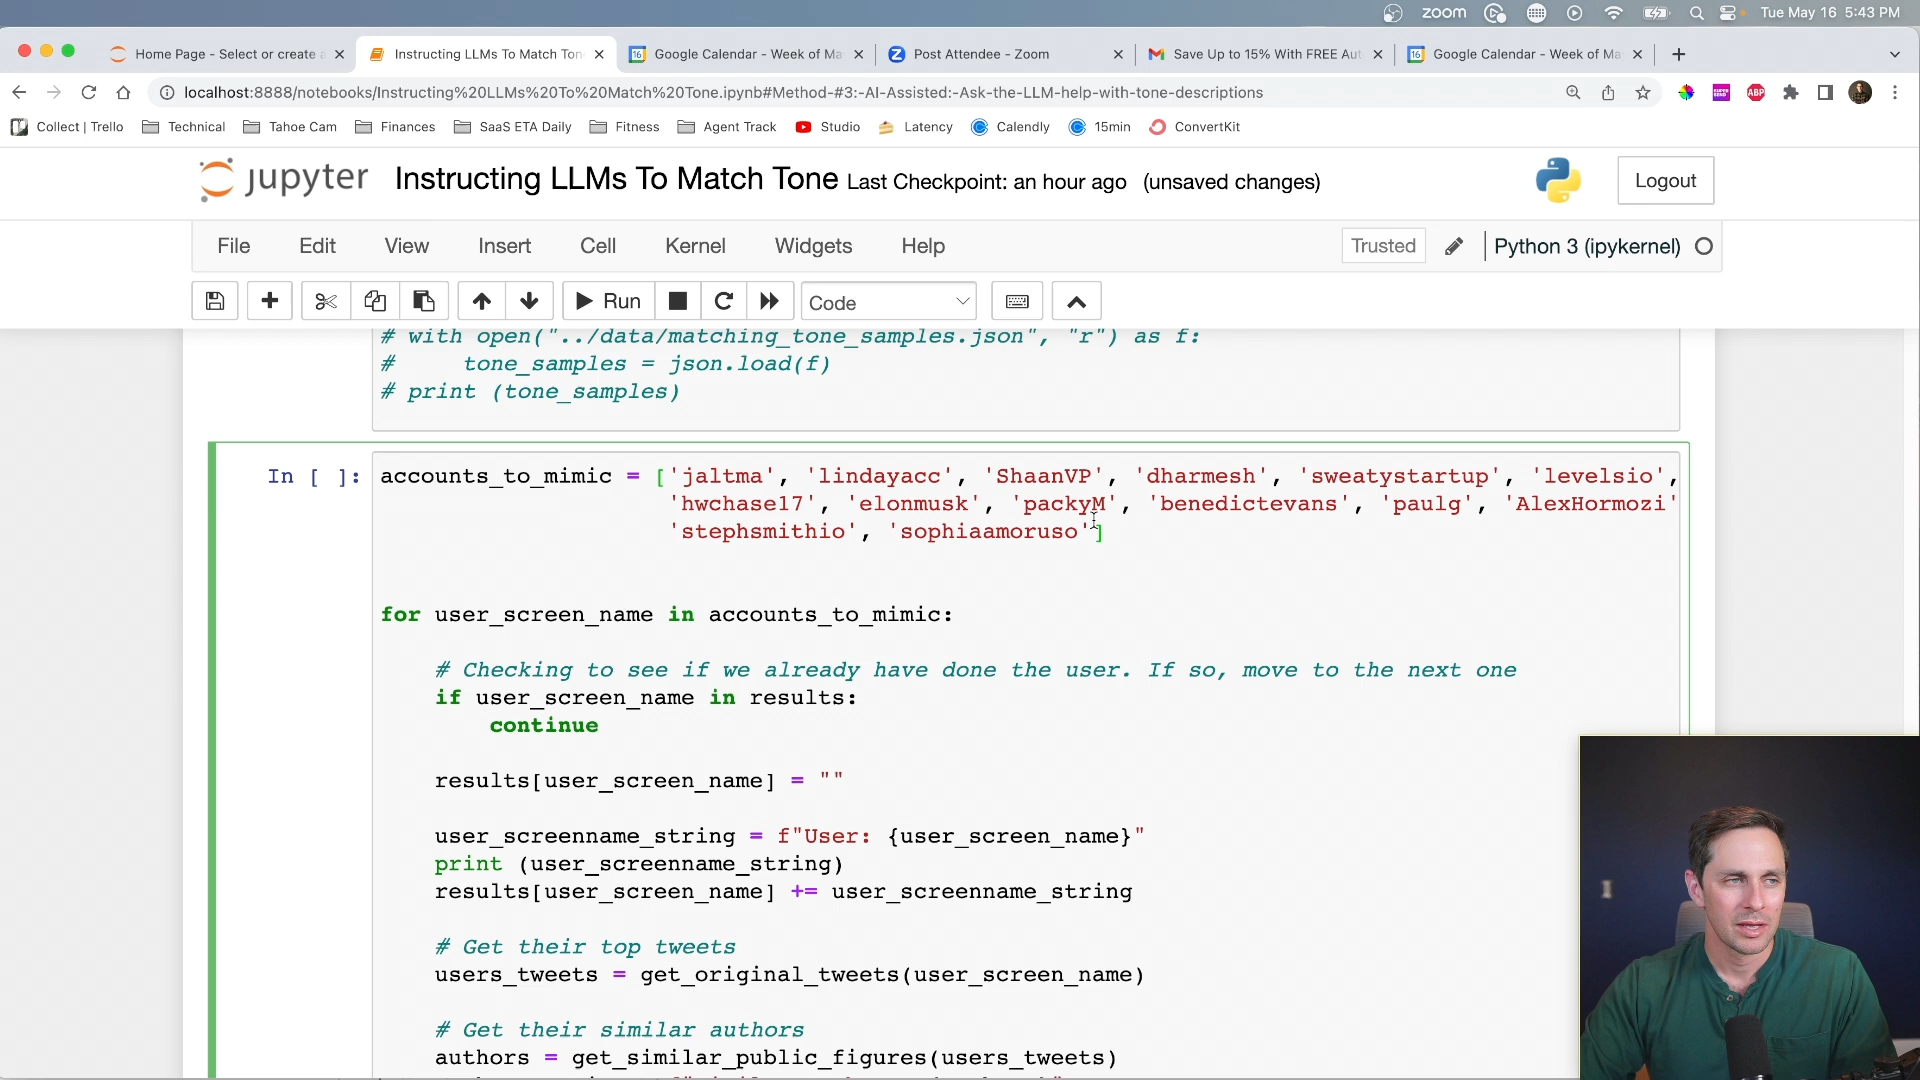 zoom
Tue May 16 5:43 PM
Home Page - Select or create a
Instructing LLMs To Match Ton
Google Calendar - Week of Ma
Post Attendee - Zoom
Save Up to 15% With FREE Aut
Google Calendar - Week of Ma
localhost:8888/notebooks/Instructing%20LLMs%20To%20Match%20Tone.ipynb#Method-#3:-AI-Assisted:-Ask-the-LLM-help-with-tone-descriptions
ABP
Collect | Trello
Technical
Tahoe Cam
Finances
SaaS ETA Daily
Fitness
Agent Track
Studio
Latency
Calendly
15min
ConvertKit
jupyter Instructing LLMs To Match Tone Last Checkpoint: an hour ago (unsaved changes)
Logout
File Edit View Insert Cell Kernel Widgets Help
Trusted
Python 3 (ipykernel)
Run
Code
# with open("../data/matching_tone_samples.json", "r") as f:
#     tone_samples = json.load(f)
# print (tone_samples)
In [ ]: accounts_to_mimic = ['jaltma', 'lindayacc', 'ShaanVP', 'dharmesh', 'sweatystartup', 'levelsio',
'hwchase17', 'elonmusk', 'packyM', 'benedictevans', 'paulg', 'AlexHormozi'
'stephsmithio', 'sophiaamoruso']
for user_screen_name in accounts_to_mimic:
# Checking to see if we already have done the user. If so, move to the next one
if user_screen_name in results:
continue
results[user_screen_name] = ""
user_screenname_string = f"User: {user_screen_name}"
print (user_screenname_string)
results[user_screen_name] += user_screenname_string
# Get their top tweets
users_tweets = get_original_tweets(user_screen_name)
# Get their similar authors
authors = get_similar_public_figures(users_tweets)